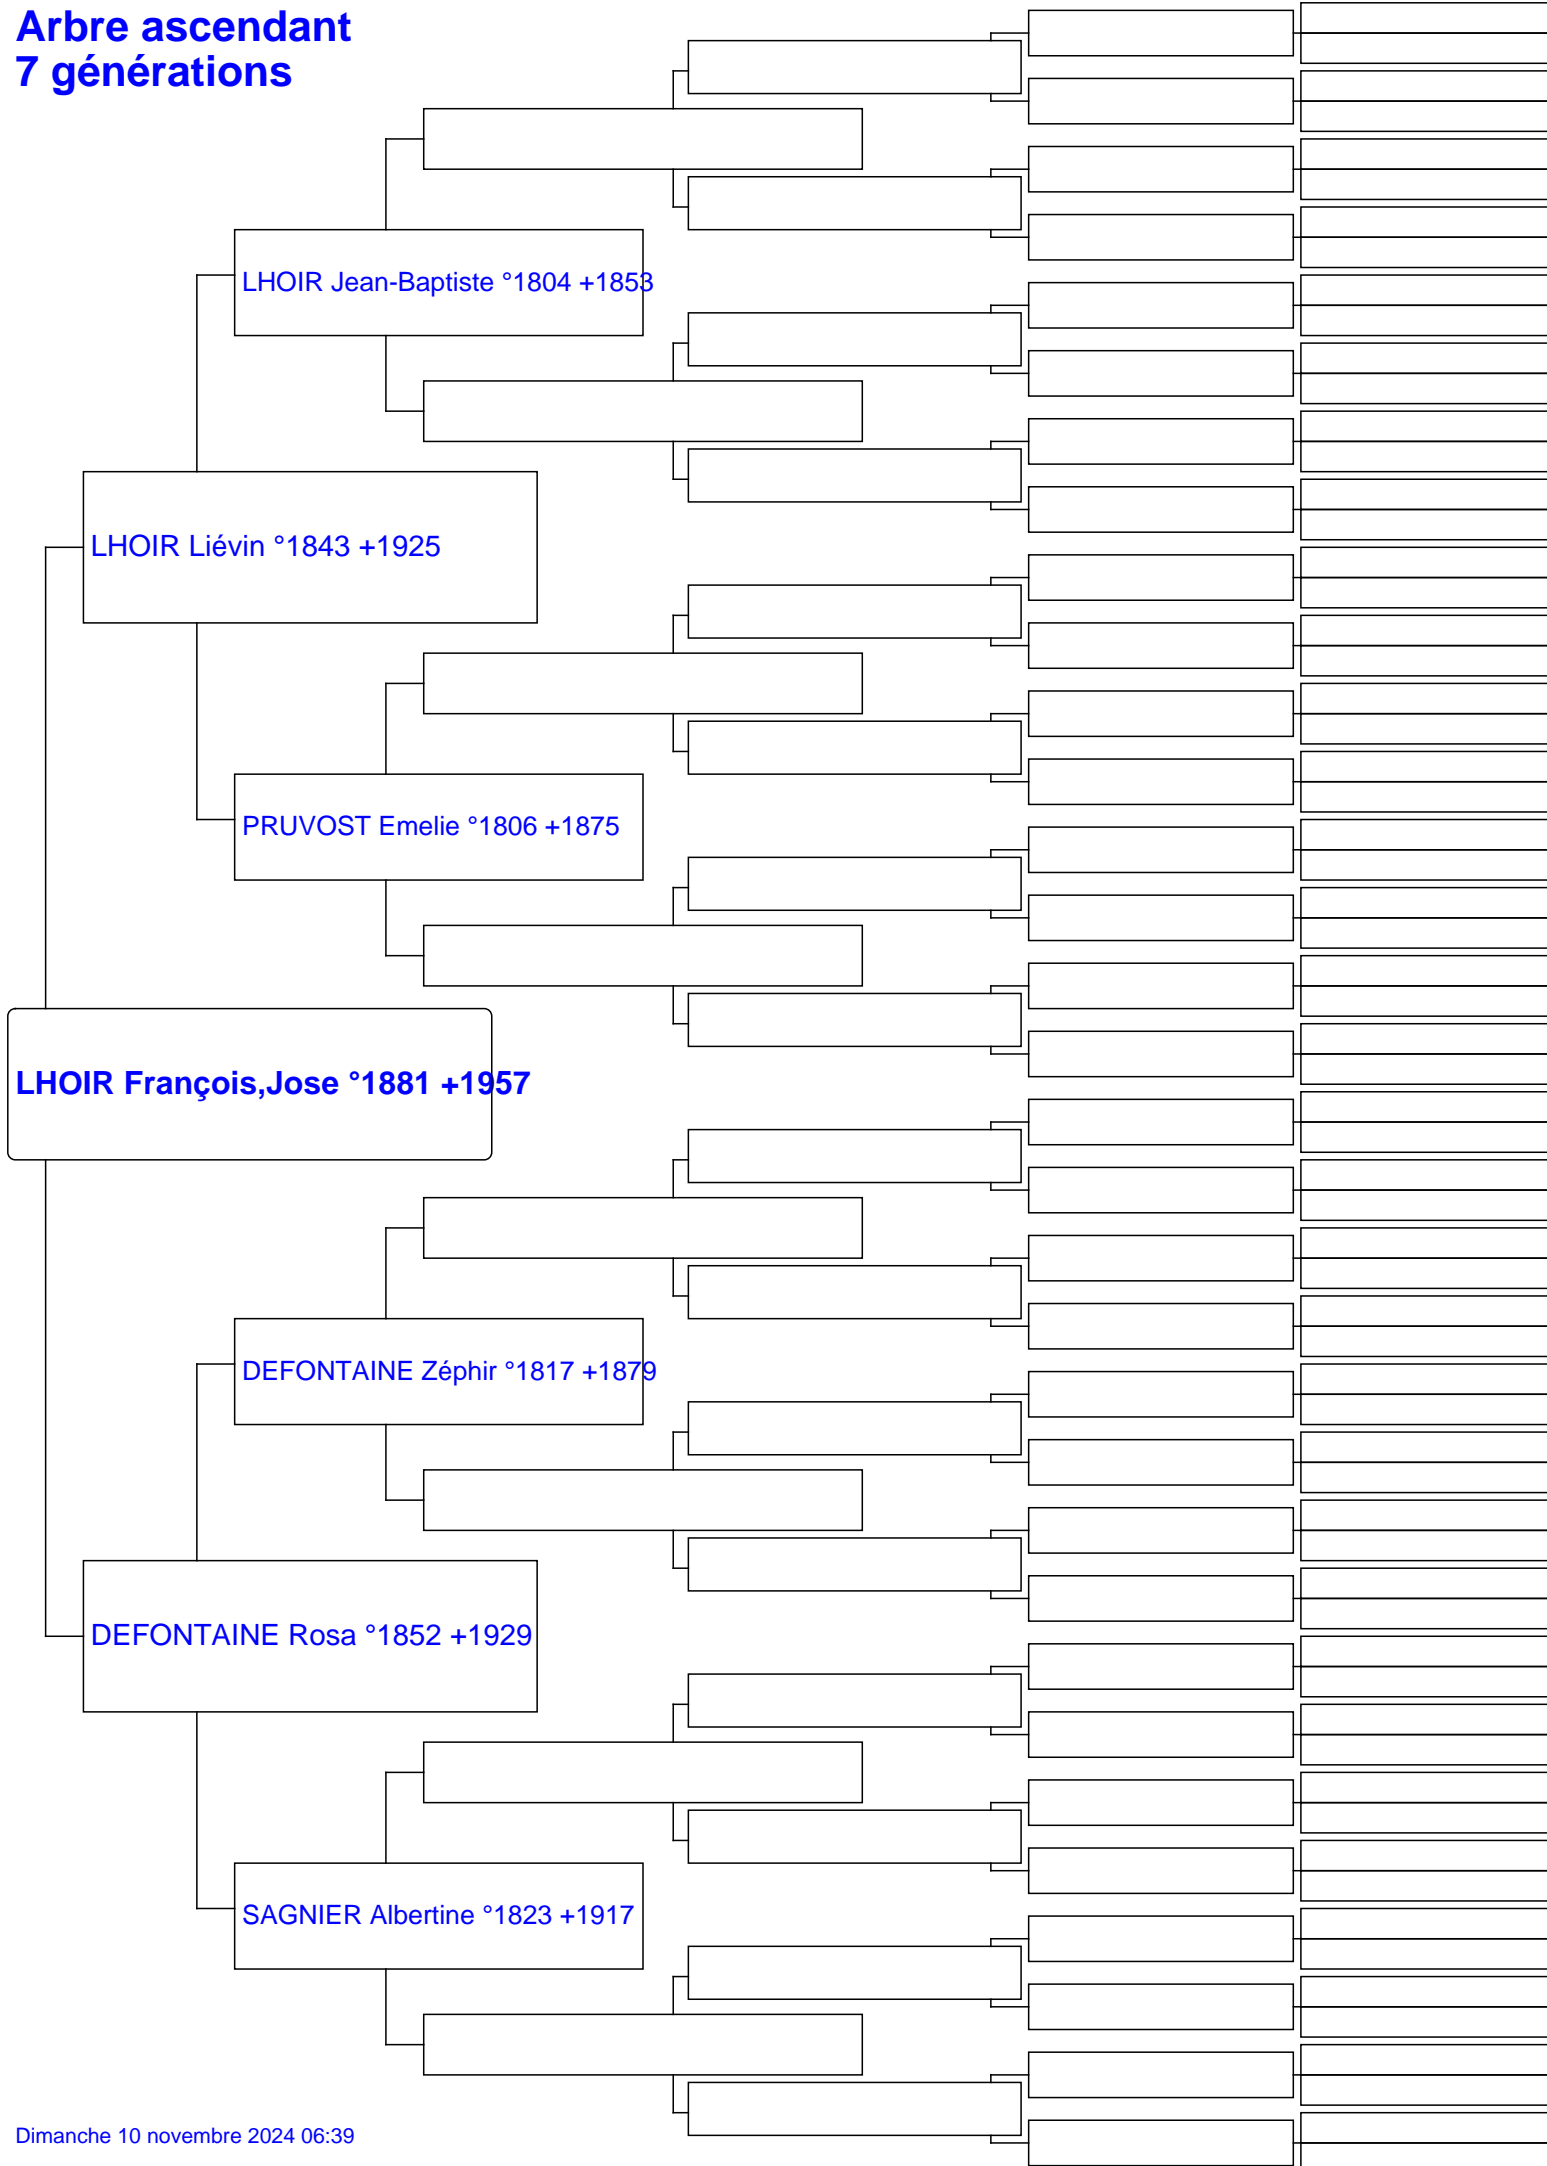 Arbre ascendant
7 générations
LHOIR Jean-Baptiste °1804 +1853
LHOIR Liévin °1843 +1925
PRUVOST Emelie °1806 +1875
LHOIR François,Jose °1881 +1957
DEFONTAINE Zéphir °1817 +1879
DEFONTAINE Rosa °1852 +1929
SAGNIER Albertine °1823 +1917
Dimanche 10 novembre 2024 06:39